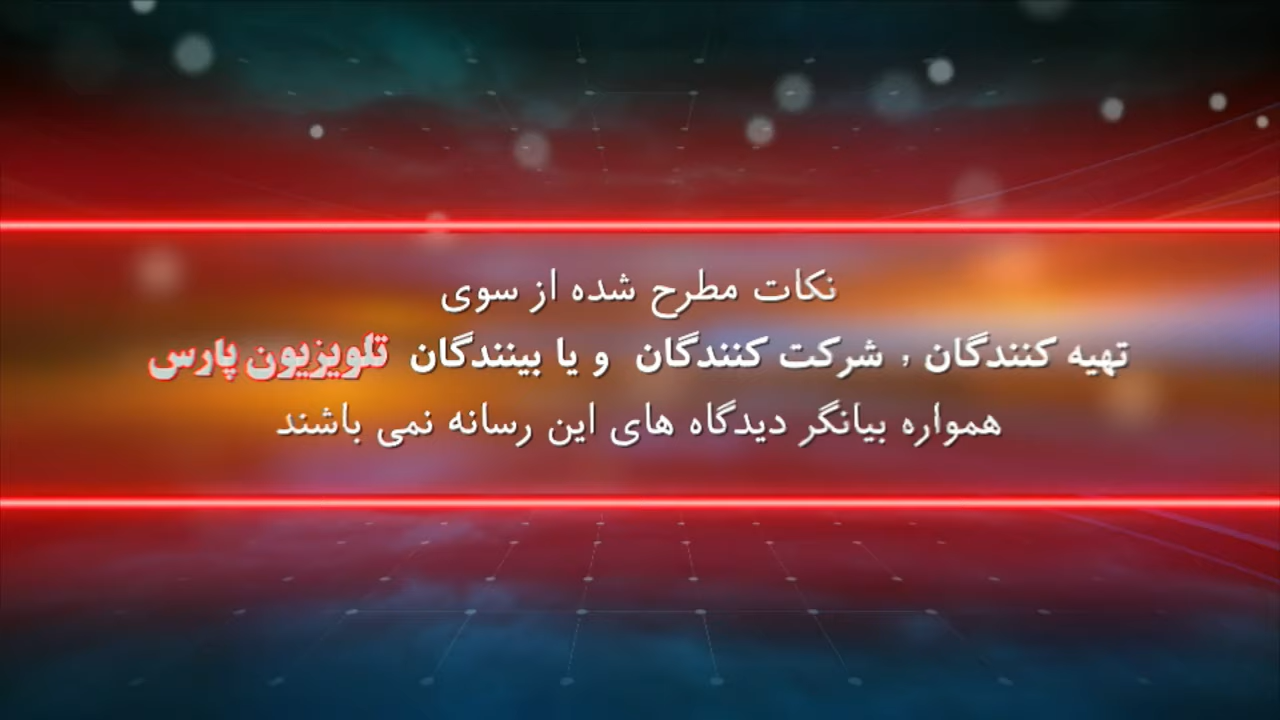 نکات مطرح شده از سوی
تهیه کنندگان , شرکت کنندگان و یا بینندگان تلویزیون پارس
همواره بیانگر دیدگاه های این رسانه نمی باشند